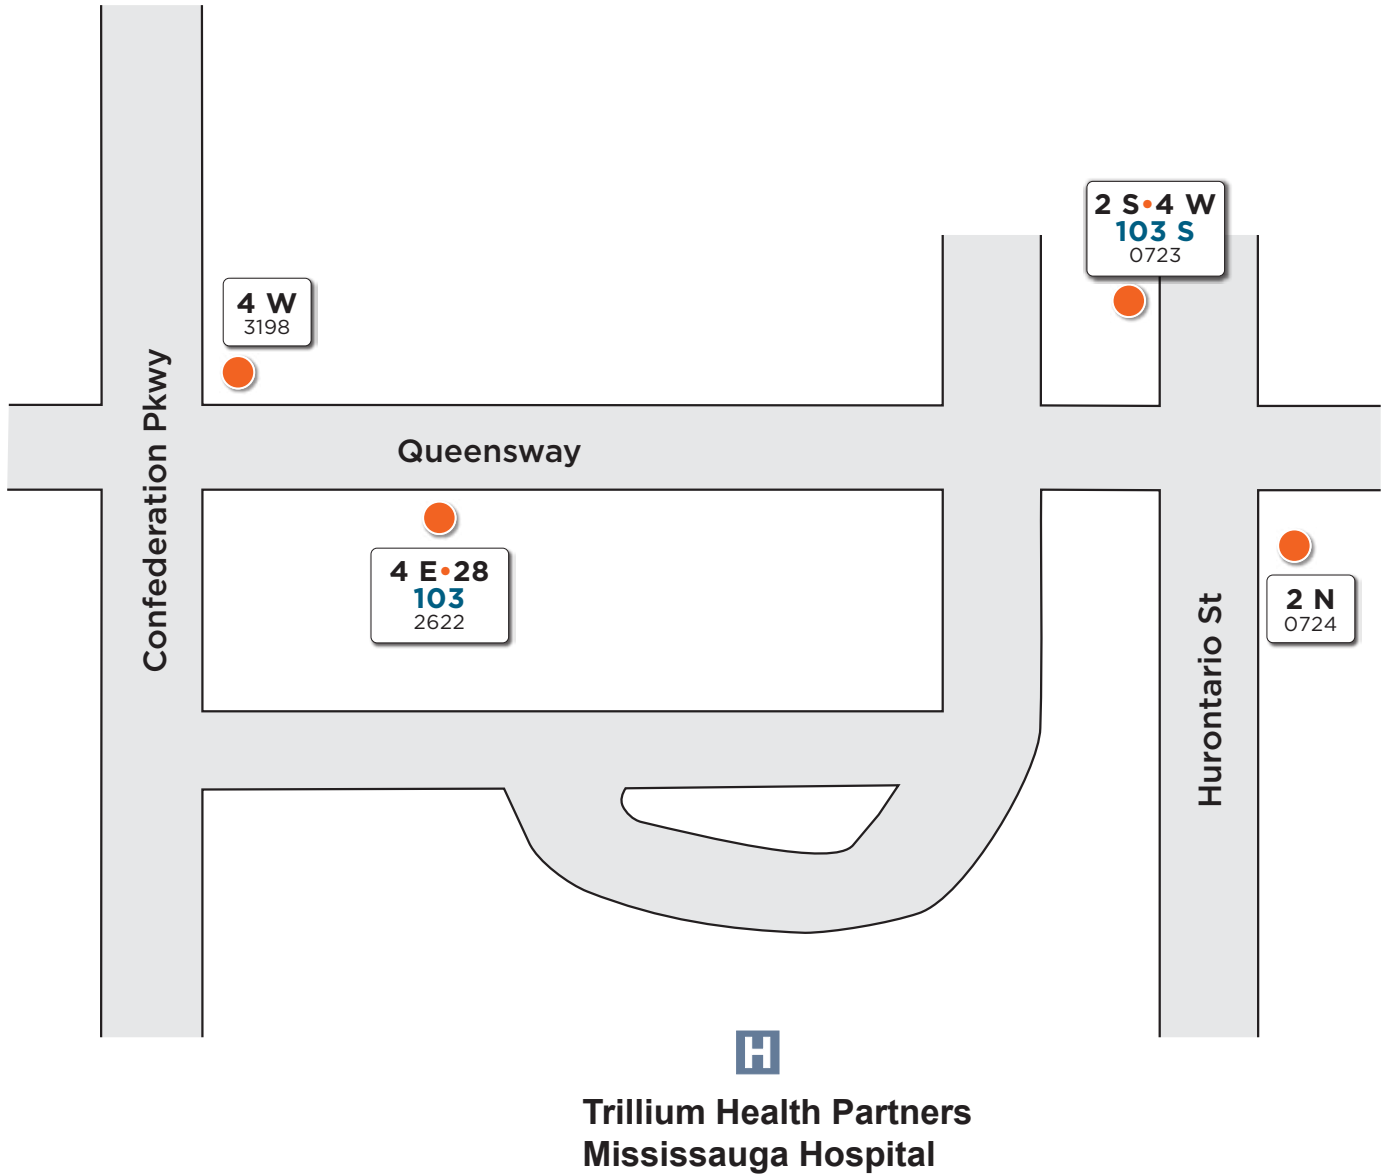 2 S•4 W
103 S
0723
4 W
3198
Confederation Pkwy
Queensway
4 E•28
103
2622
2 N
0724
Hurontario St
H
Trillium Health Partners
Mississauga Hospital